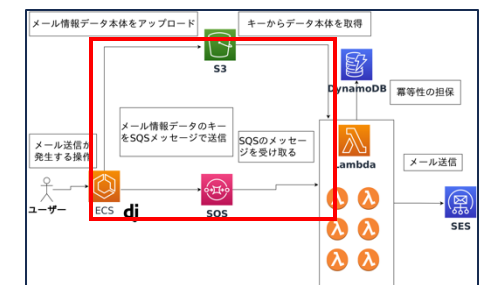 メール情報データ本体をアップロード
キーからデータ本体を取得
S3
DynamoDB
冪等性の担保
メール情報データのキー
をSQSメッセージで送信
SQSのメッセー
ジを受け取る
メール送信が
発生する操作
Lambda
メール送信
ユーザー
ECS
dj
SQS
SES